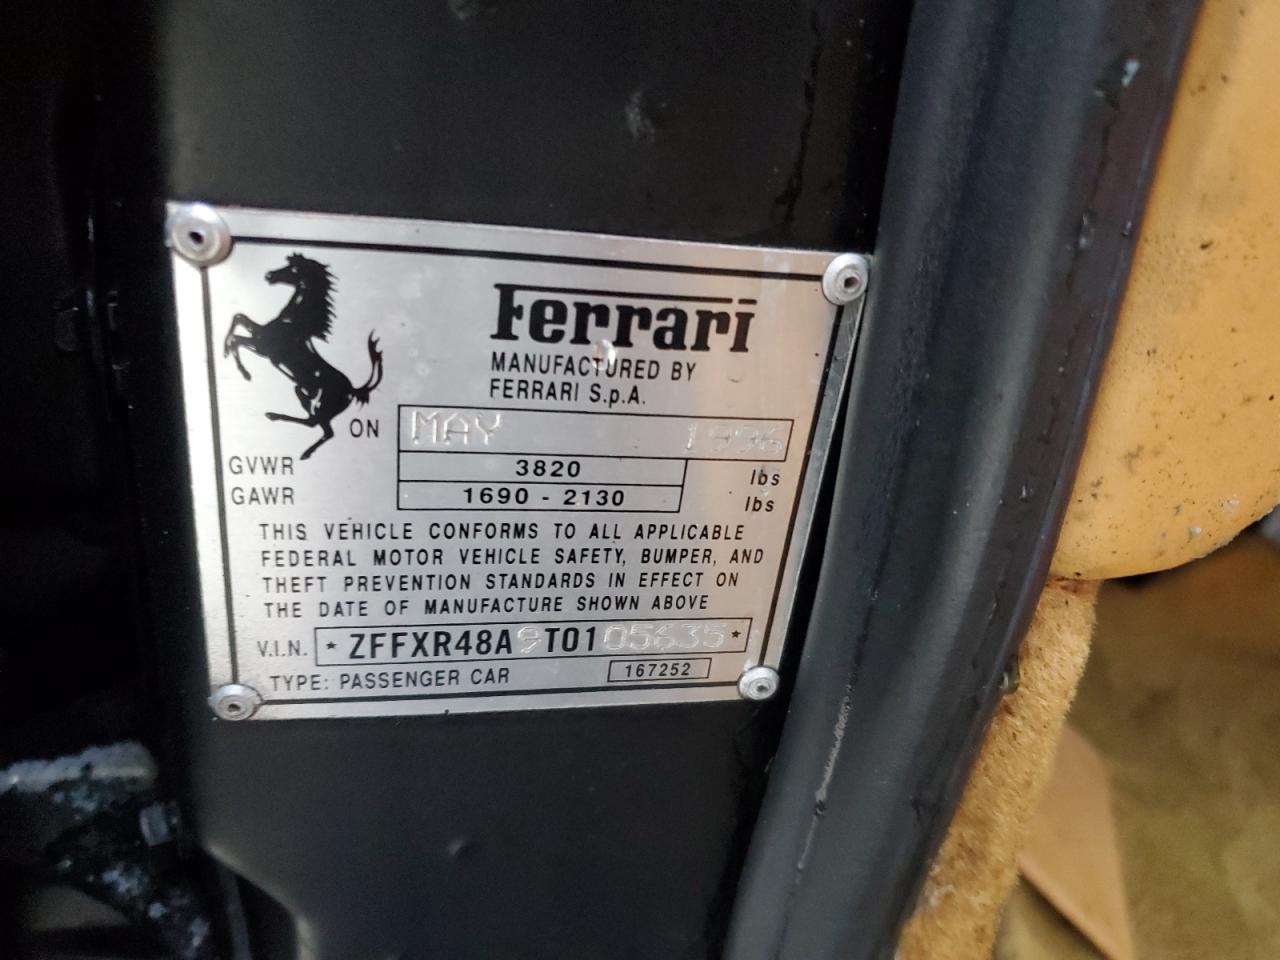 Ferrari
MANUFACTURED BY
FERRARI S.p.A.
ON MAY 1996
GVWR 3820 lbs
GAWR 1690 - 2130 lbs
THIS VEHICLE CONFORMS TO ALL APPLICABLE
FEDERAL MOTOR VEHICLE SAFETY, BUMPER, AND
THEFT PREVENTION STANDARDS IN EFFECT ON
THE DATE OF MANUFACTURE SHOWN ABOVE
V.I.N. * ZFFXR48A9T0105635 *
TYPE: PASSENGER CAR 167252